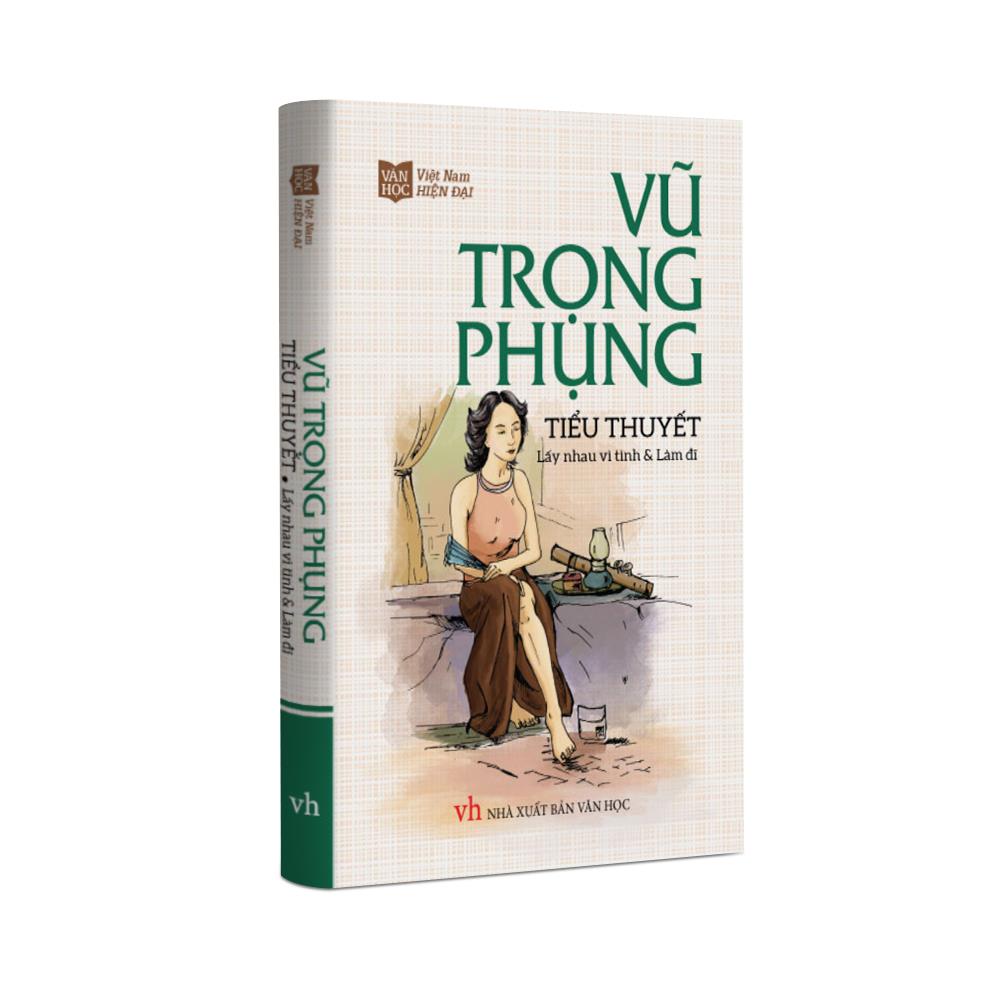 VĂN HỌC
Việt Nam
HIỆN ĐẠI
VŨ TRỌNG PHỤNG
TIỂU THUYẾT • Lấy nhau vì tình & Làm đĩ
vh
VĂN
HỌC
Việt Nam
HIỆN ĐẠI
VŨ
TRỌNG
PHỤNG
TIỂU THUYẾT
Lấy nhau vì tình & Làm đĩ
vh NHÀ XUẤT BẢN VĂN HỌC